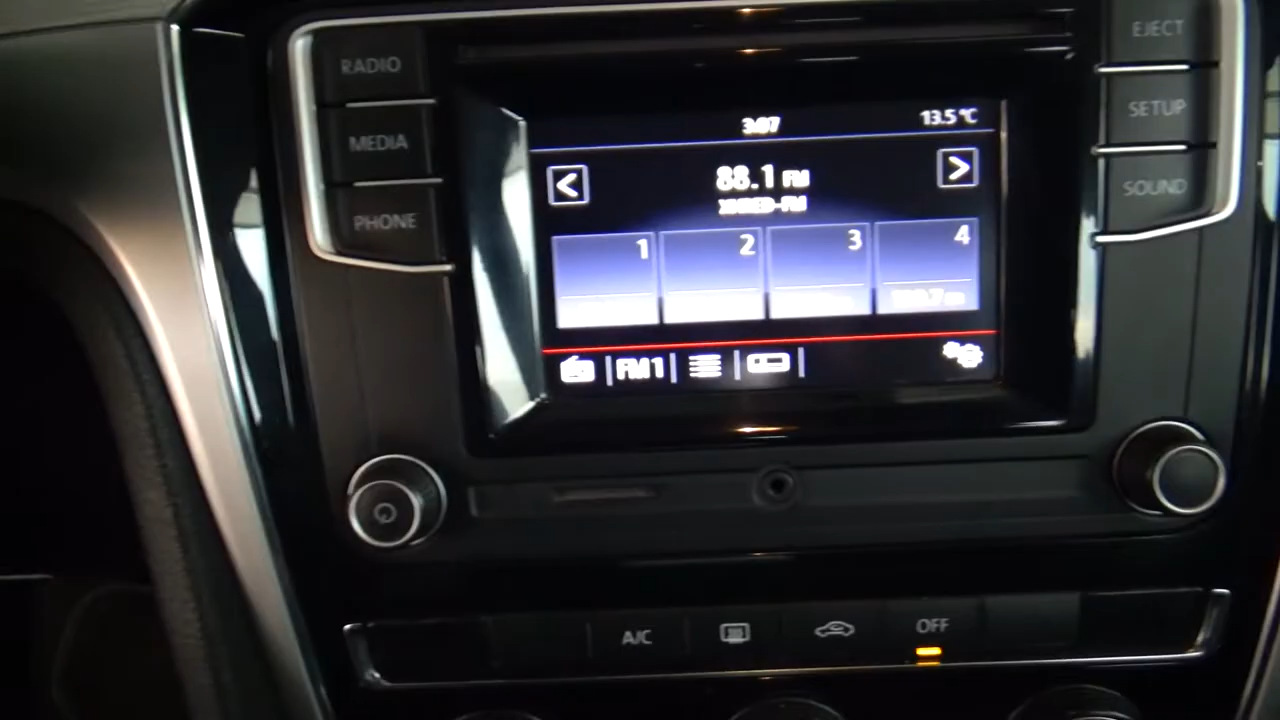 RADIO
MEDIA
PHONE
EJECT
SETUP
SOUND
3:07
13.5 °C
<
88.1 FM
>
1
2
3
4
FM1
A/C
OFF